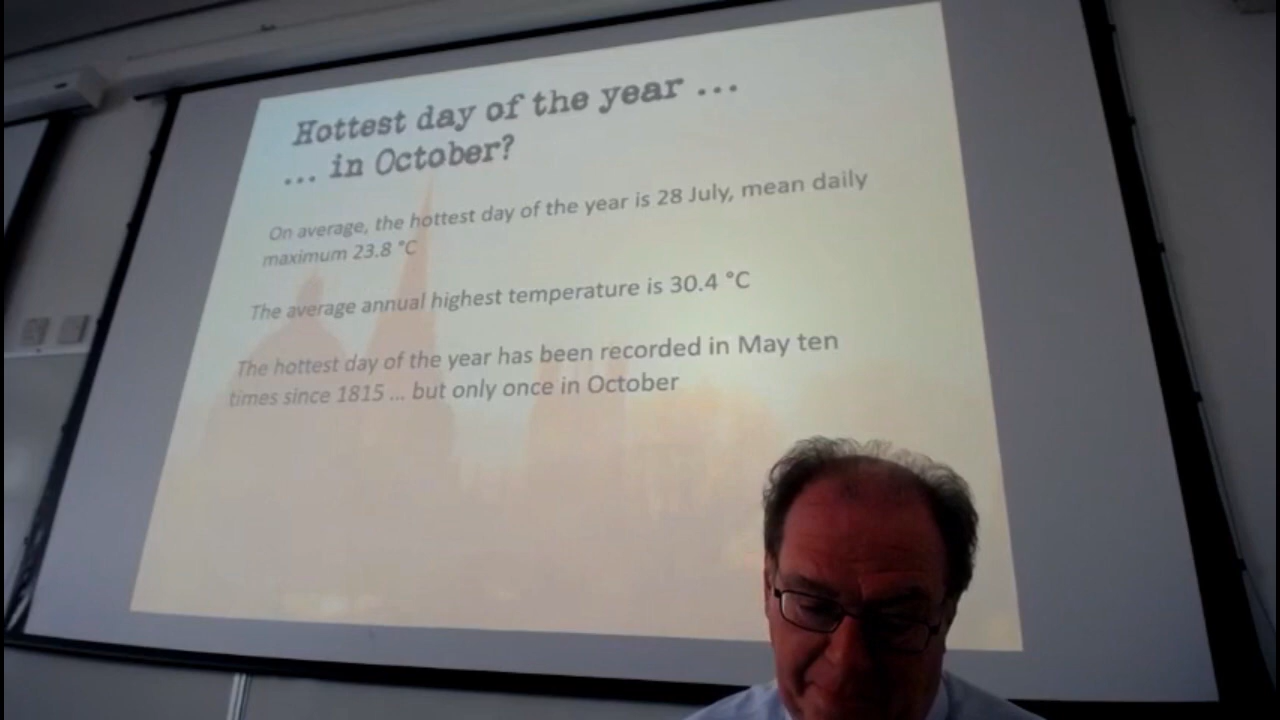 Hottest day of the year ...
... in October?
On average, the hottest day of the year is 28 July, mean daily
maximum 23.8 °C
The average annual highest temperature is 30.4 °C
The hottest day of the year has been recorded in May ten
times since 1815 ... but only once in October